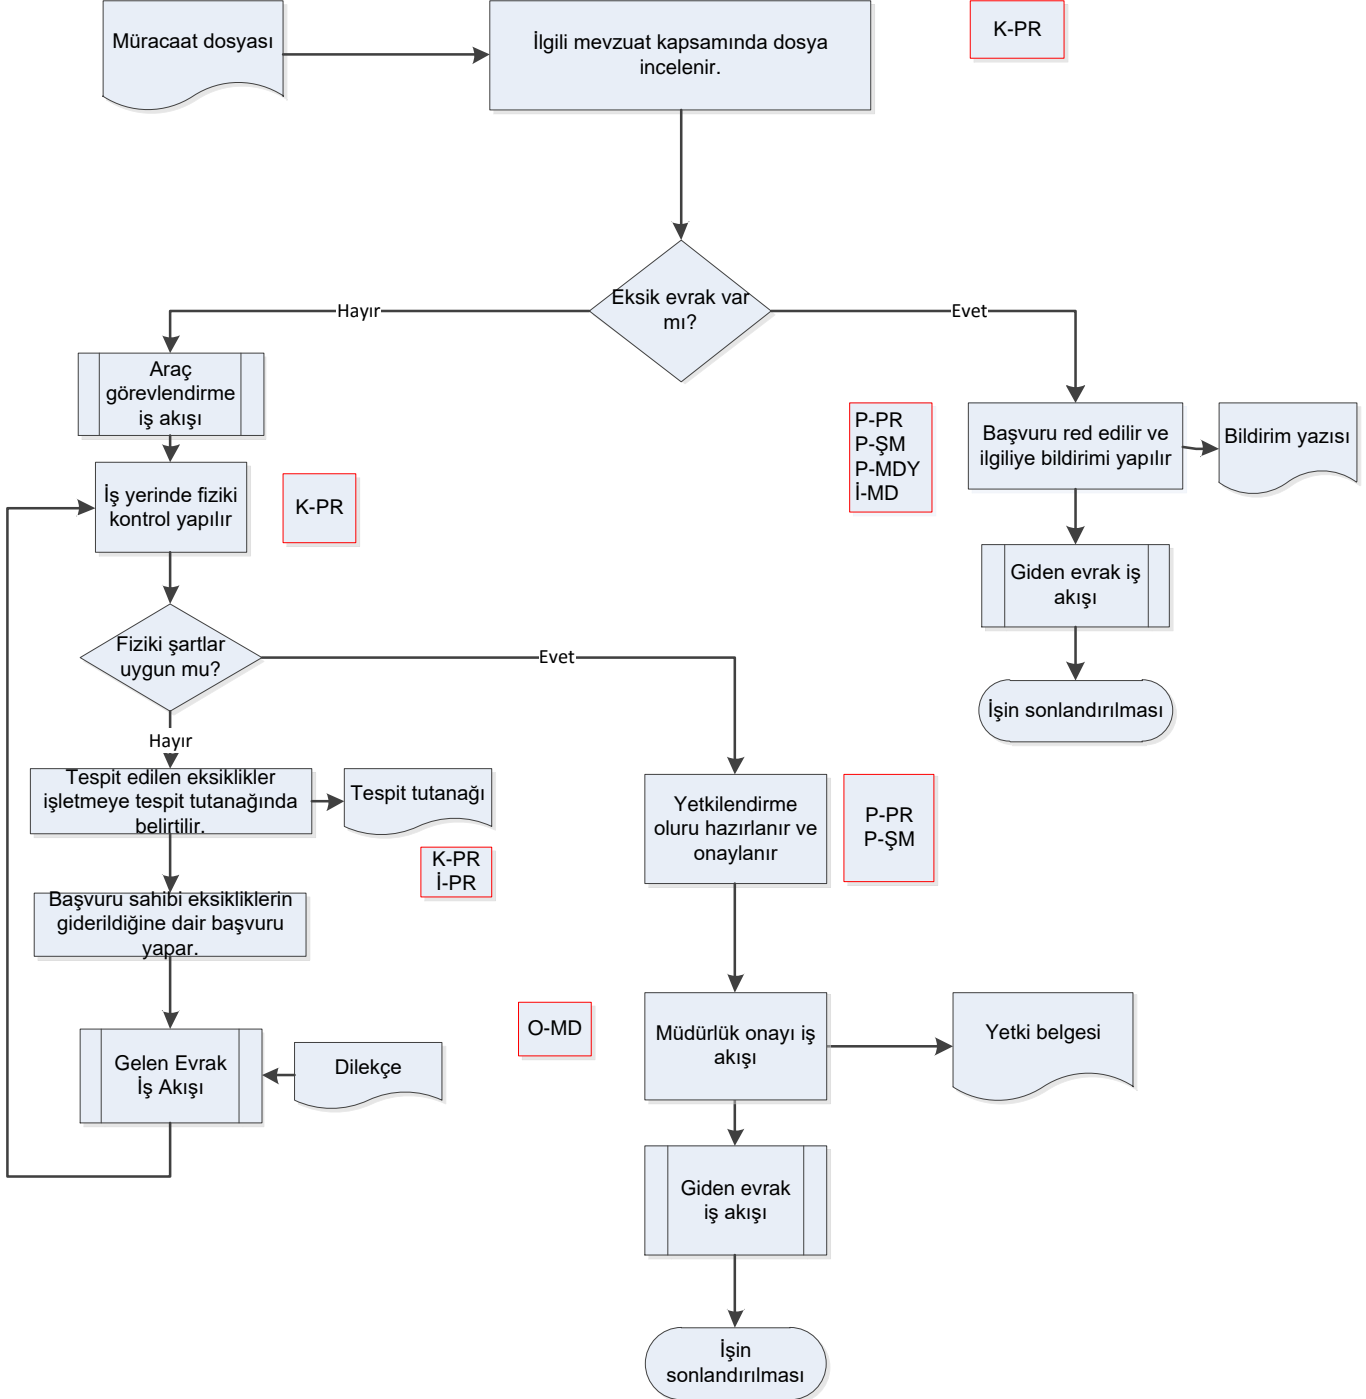 Müracaat dosyası
İlgili mevzuat kapsamında dosya
incelenir.
K-PR
Eksik evrak var
mı?
Hayır
Evet
Araç
görevlendirme
iş akışı
P-PR
P-ŞM
P-MDY
İ-MD
Başvuru red edilir ve
ilgiliye bildirimi yapılır
Bildirim yazısı
İş yerinde fiziki
kontrol yapılır
K-PR
Giden evrak iş
akışı
Fiziki şartlar
uygun mu?
Evet
İşin sonlandırılması
Hayır
Tespit edilen eksiklikler
işletmeye tespit tutanağında
belirtilir.
Tespit tutanağı
Yetkilendirme
oluru hazırlanır ve
onaylanır
P-PR
P-ŞM
K-PR
İ-PR
Başvuru sahibi eksikliklerin
giderildiğine dair başvuru
yapar.
O-MD
Müdürlük onayı iş
akışı
Yetki belgesi
Gelen Evrak
İş Akışı
Dilekçe
Giden evrak
iş akışı
İşin
sonlandırılması